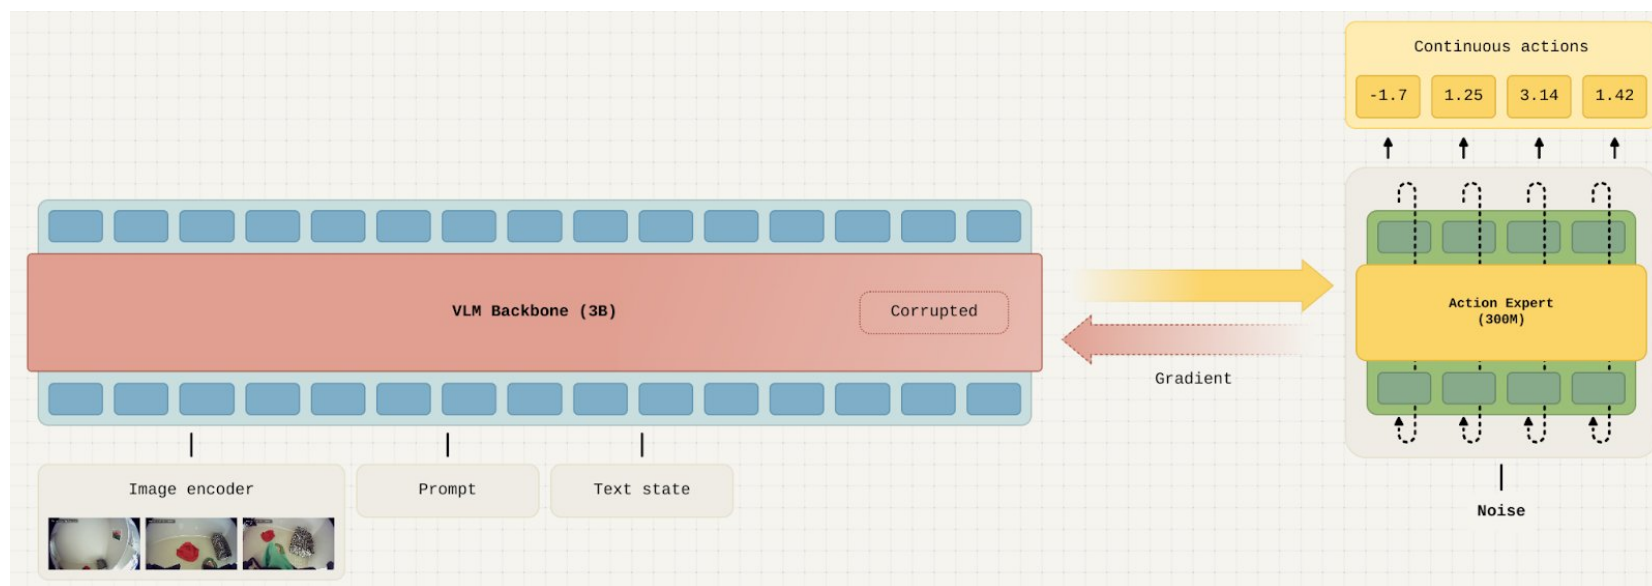 Continuous actions
-1.7 1.25 3.14 1.42
VLM Backbone (3B)
Corrupted
Gradient
Action Expert
(300M)
Image encoder
Prompt
Text state
Noise